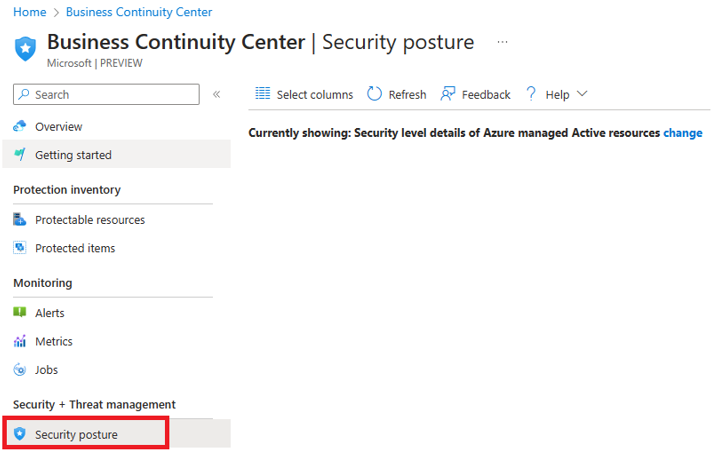 Home > Business Continuity Center >
Business Continuity Center | Security posture ...
Microsoft | PREVIEW
Search «
Select columns Refresh Feedback Help
Overview
Getting started
Currently showing: Security level details of Azure managed Active resources change
Protection inventory
Protectable resources
Protected items
Monitoring
Alerts
Metrics
Jobs
Security + Threat management
Security posture